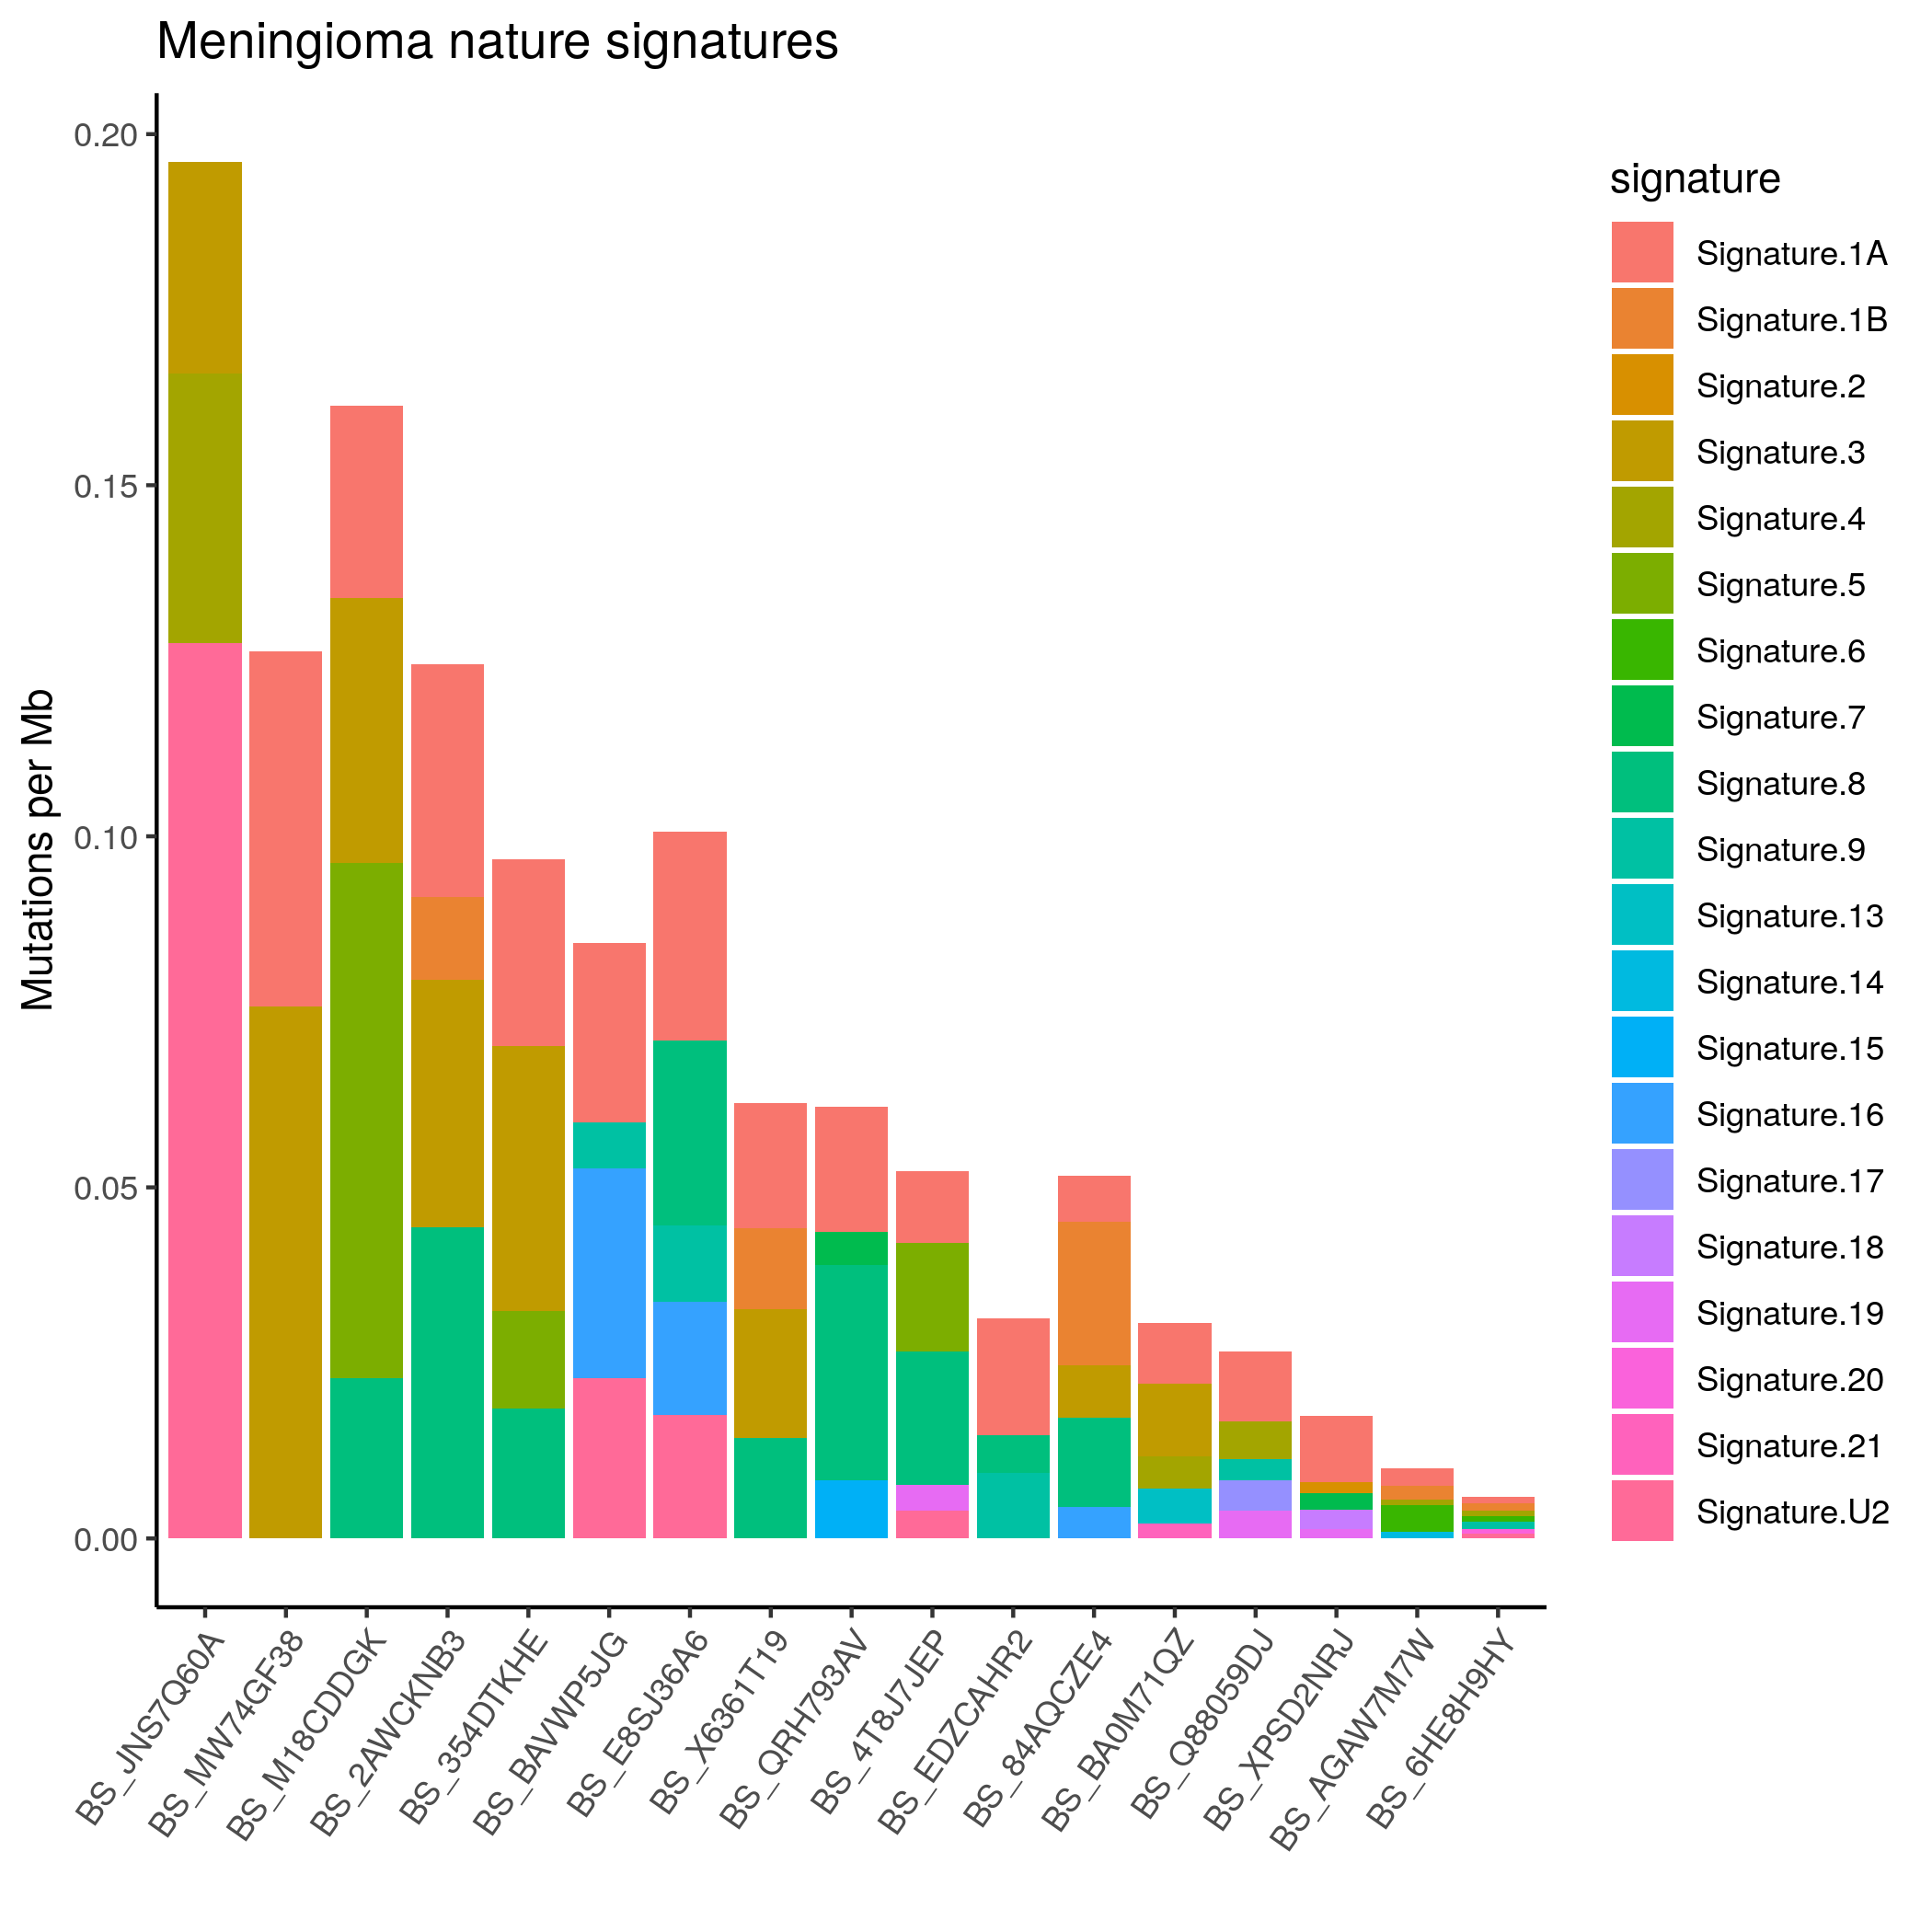 Meningioma nature signatures
Mutations per Mb
0.20
0.15
0.10
0.05
0.00
BS_JNS7Q60A
BS_MW74GF38
BS_M18CDDGK
BS_2AWCKNB3
BS_354DTKHE
BS_BAVWP5JG
BS_E8SJ36A6
BS_X6361T19
BS_QRH793AV
BS_4T8J7JEP
BS_EDZCAHR2
BS_84AQCZE4
BS_BA0M71QZ
BS_Q88059DJ
BS_XPSD2NRJ
BS_AGAW7M7W
BS_6HE8H9HY
signature
Signature.1A
Signature.1B
Signature.2
Signature.3
Signature.4
Signature.5
Signature.6
Signature.7
Signature.8
Signature.9
Signature.13
Signature.14
Signature.15
Signature.16
Signature.17
Signature.18
Signature.19
Signature.20
Signature.21
Signature.U2